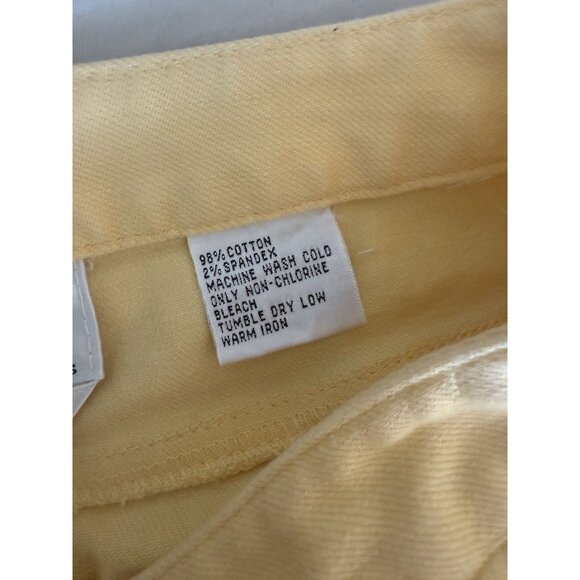 98% COTTON
2% SPANDEX
MACHINE WASH COLD
ONLY NON-CHLORINE
BLEACH
TUMBLE DRY LOW
WARM IRON
S